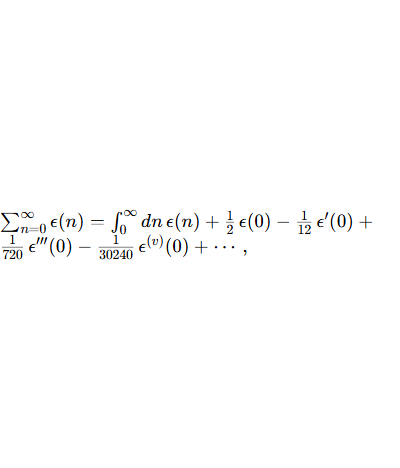 ∑_{n=0}^{∞} ϵ(n) = ∫_0^∞ dn ϵ(n) + 1/2 ϵ(0) − 1/12 ϵ′(0) +
1/720 ϵ‴(0) − 1/30240 ϵ^{(v)}(0) + ⋯ ,